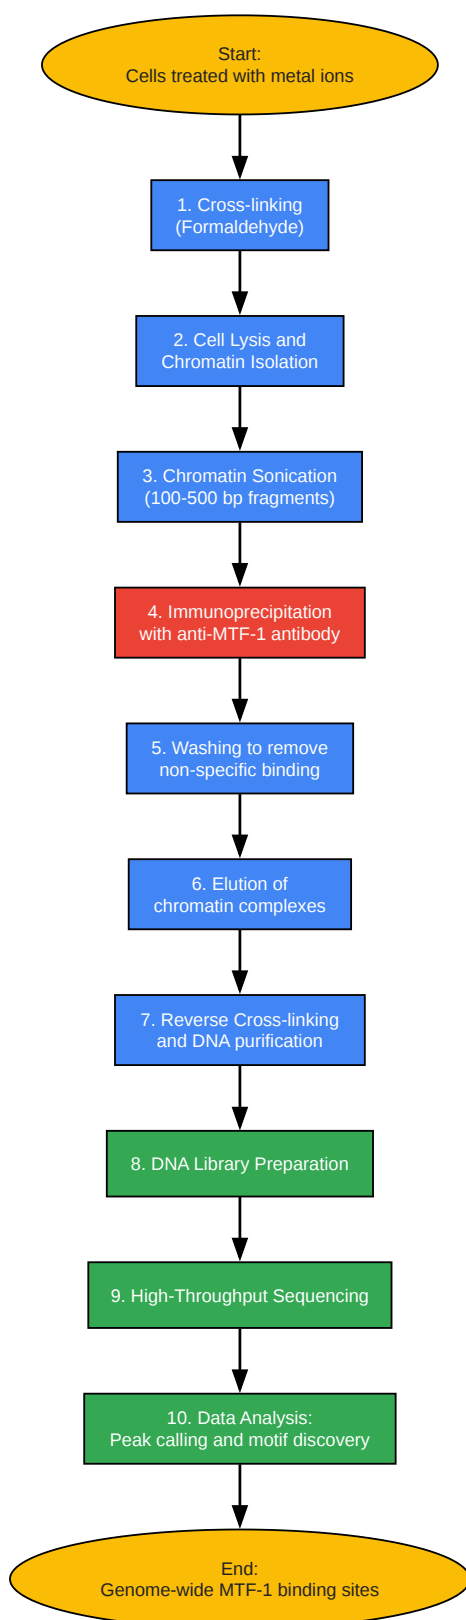 Start:
Cells treated with metal ions
1. Cross-linking
(Formaldehyde)
2. Cell Lysis and
Chromatin Isolation
3. Chromatin Sonication
(100-500 bp fragments)
4. Immunoprecipitation
with anti-MTF-1 antibody
5. Washing to remove
non-specific binding
6. Elution of
chromatin complexes
7. Reverse Cross-linking
and DNA purification
8. DNA Library Preparation
9. High-Throughput Sequencing
10. Data Analysis:
Peak calling and motif discovery
End:
Genome-wide MTF-1 binding sites